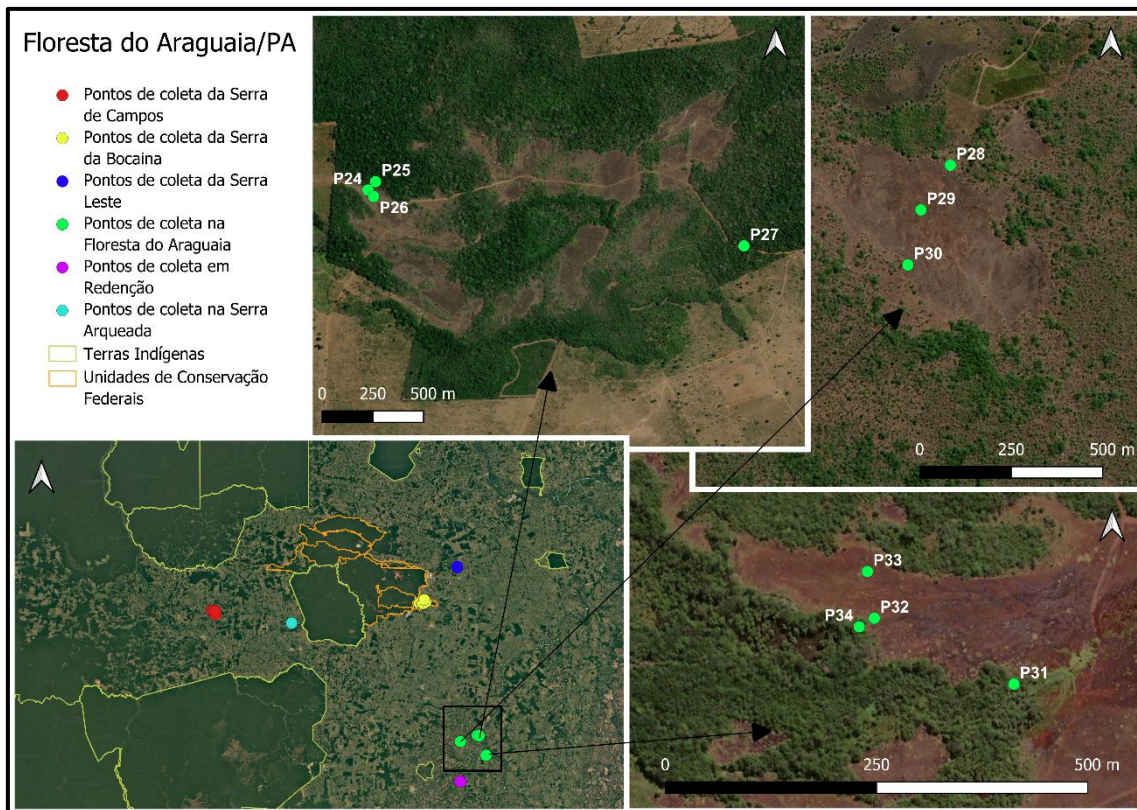 Floresta do Araguaia/PA
Pontos de coleta da Serra
de Campos
Pontos de coleta da Serra
da Bocaina
Pontos de coleta da Serra
Leste
Pontos de coleta na
Floresta do Araguaia
Pontos de coleta em
Redenção
Pontos de coleta na Serra
Arqueada
Terras Indígenas
Unidades de Conservação
Federais
P25
P24
P26
P27
0 250 500 m
P28
P29
P30
0 250 500 m
P33
P32
P34
P31
0 250 500 m